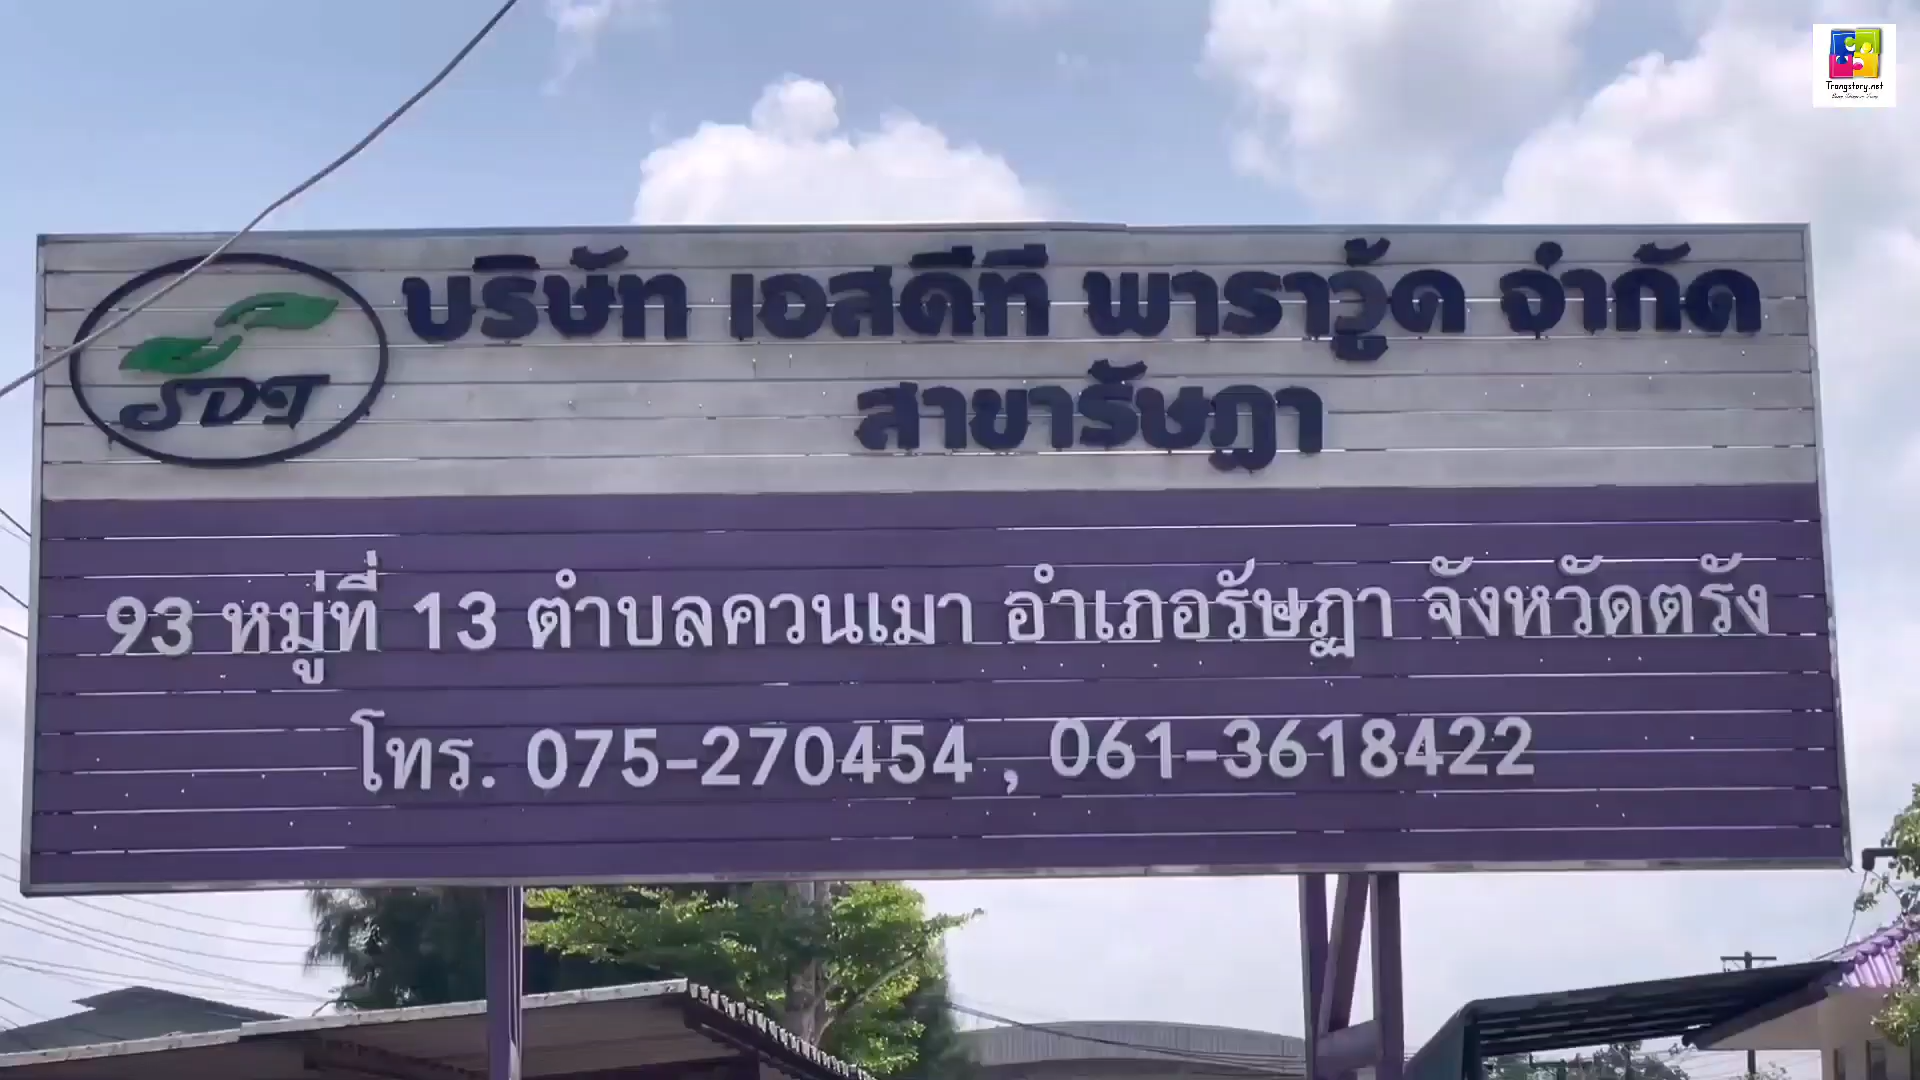 Trangstory.net
บริษัท เอสดีที พาราวู้ด จำกัด
สาขารัษฎา
SDT
93 หมู่ที่ 13 ตำบลควนเมา อำเภอรัษฎา จังหวัดตรัง
โทร. 075-270454 , 061-3618422